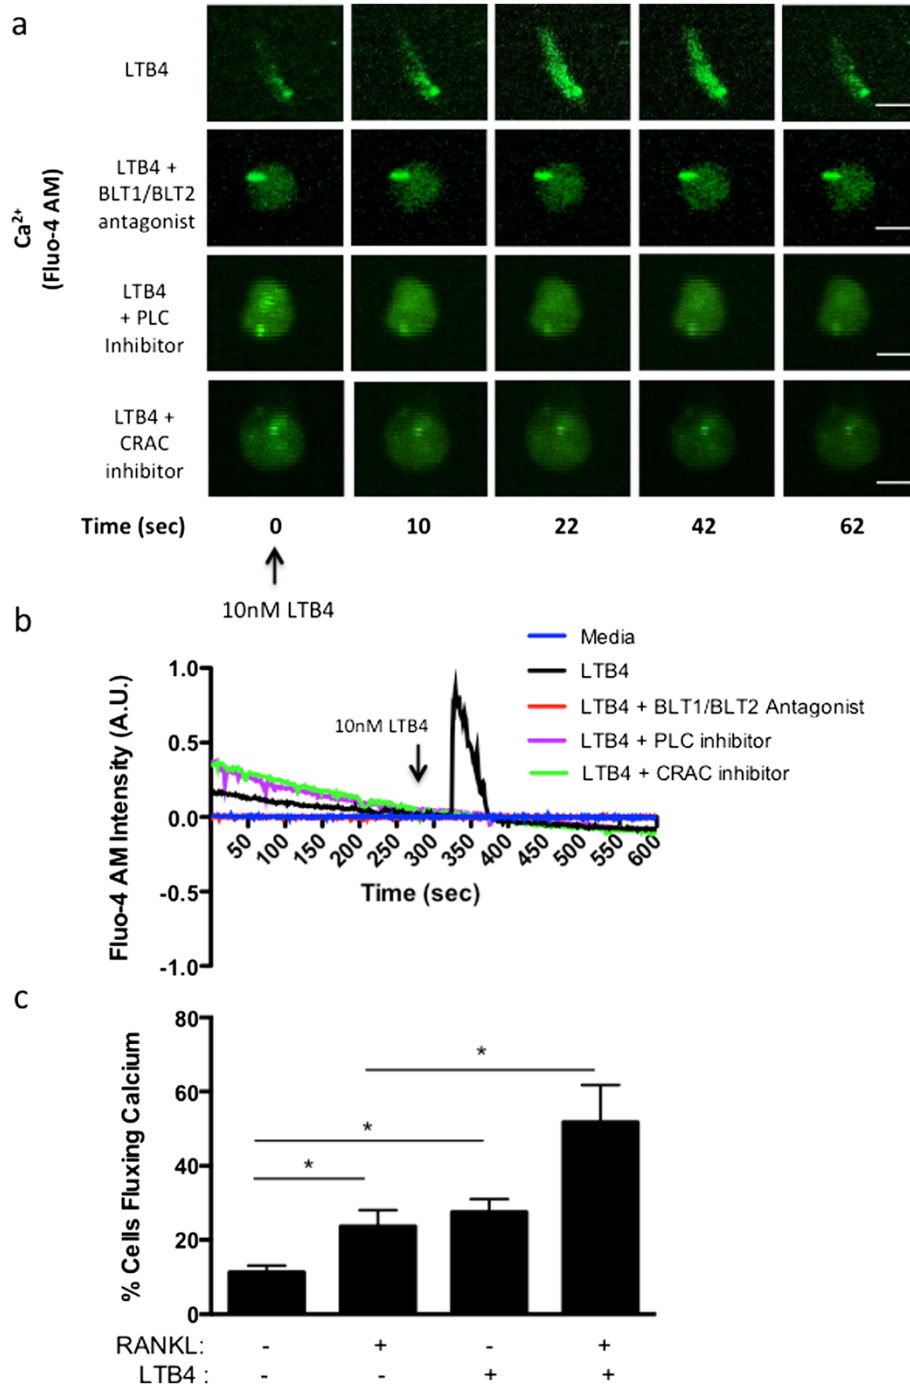 a
LTB4
LTB4 +
BLT1/BLT2
antagonist
LTB4
+ PLC
Inhibitor
LTB4 +
CRAC
inhibitor
Ca2+
(Fluo-4 AM)
Time (sec) 0 10 22 42 62
10nM LTB4
b
Media
LTB4
LTB4 + BLT1/BLT2 Antagonist
LTB4 + PLC inhibitor
LTB4 + CRAC inhibitor
10nM LTB4
Fluo-4 AM Intensity (A.U.)
1.0
0.5
0.0
-0.5
-1.0
50 100 150 200 250 300 350 400 450 500 550 600
Time (sec)
c
% Cells Fluxing Calcium
80
60
40
20
0
*
*
*
RANKL: - + - +
LTB4 : - - + +